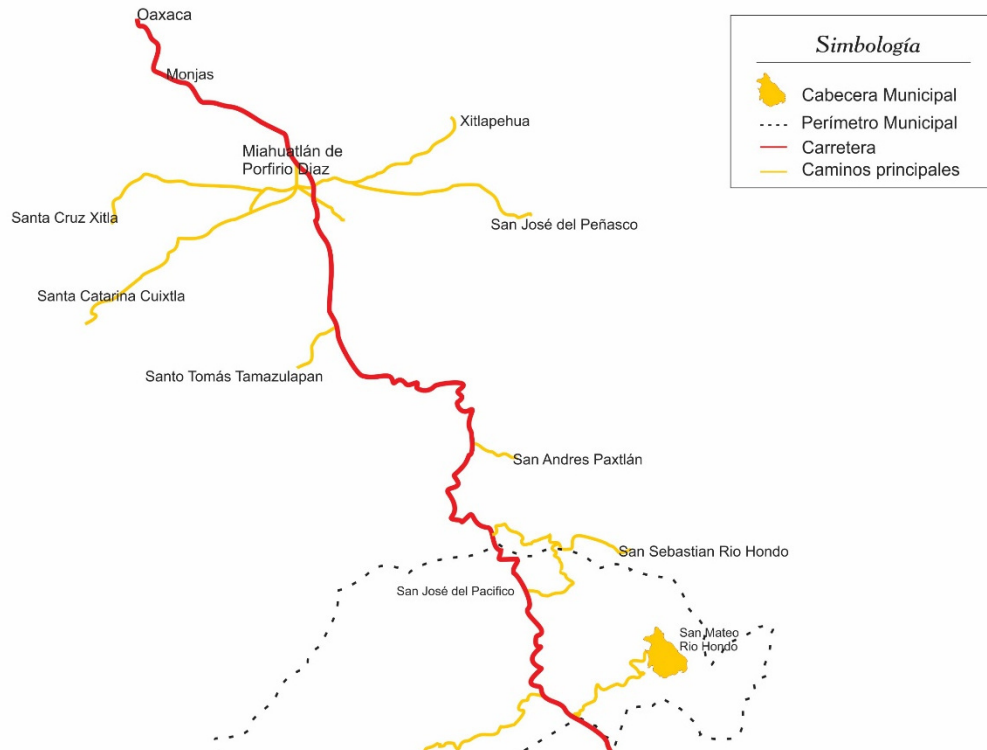 Oaxaca
Simbología
Monjas
Cabecera Municipal
Perímetro Municipal
Carretera
Caminos principales
Xitlapehua
Miahuatlán de
Porfirio Diaz
Santa Cruz Xitla
San José del Peñasco
Santa Catarina Cuixtla
Santo Tomás Tamazulapan
San Andres Paxtlán
San Sebastian Rio Hondo
San José del Pacifico
San Mateo
Rio Hondo